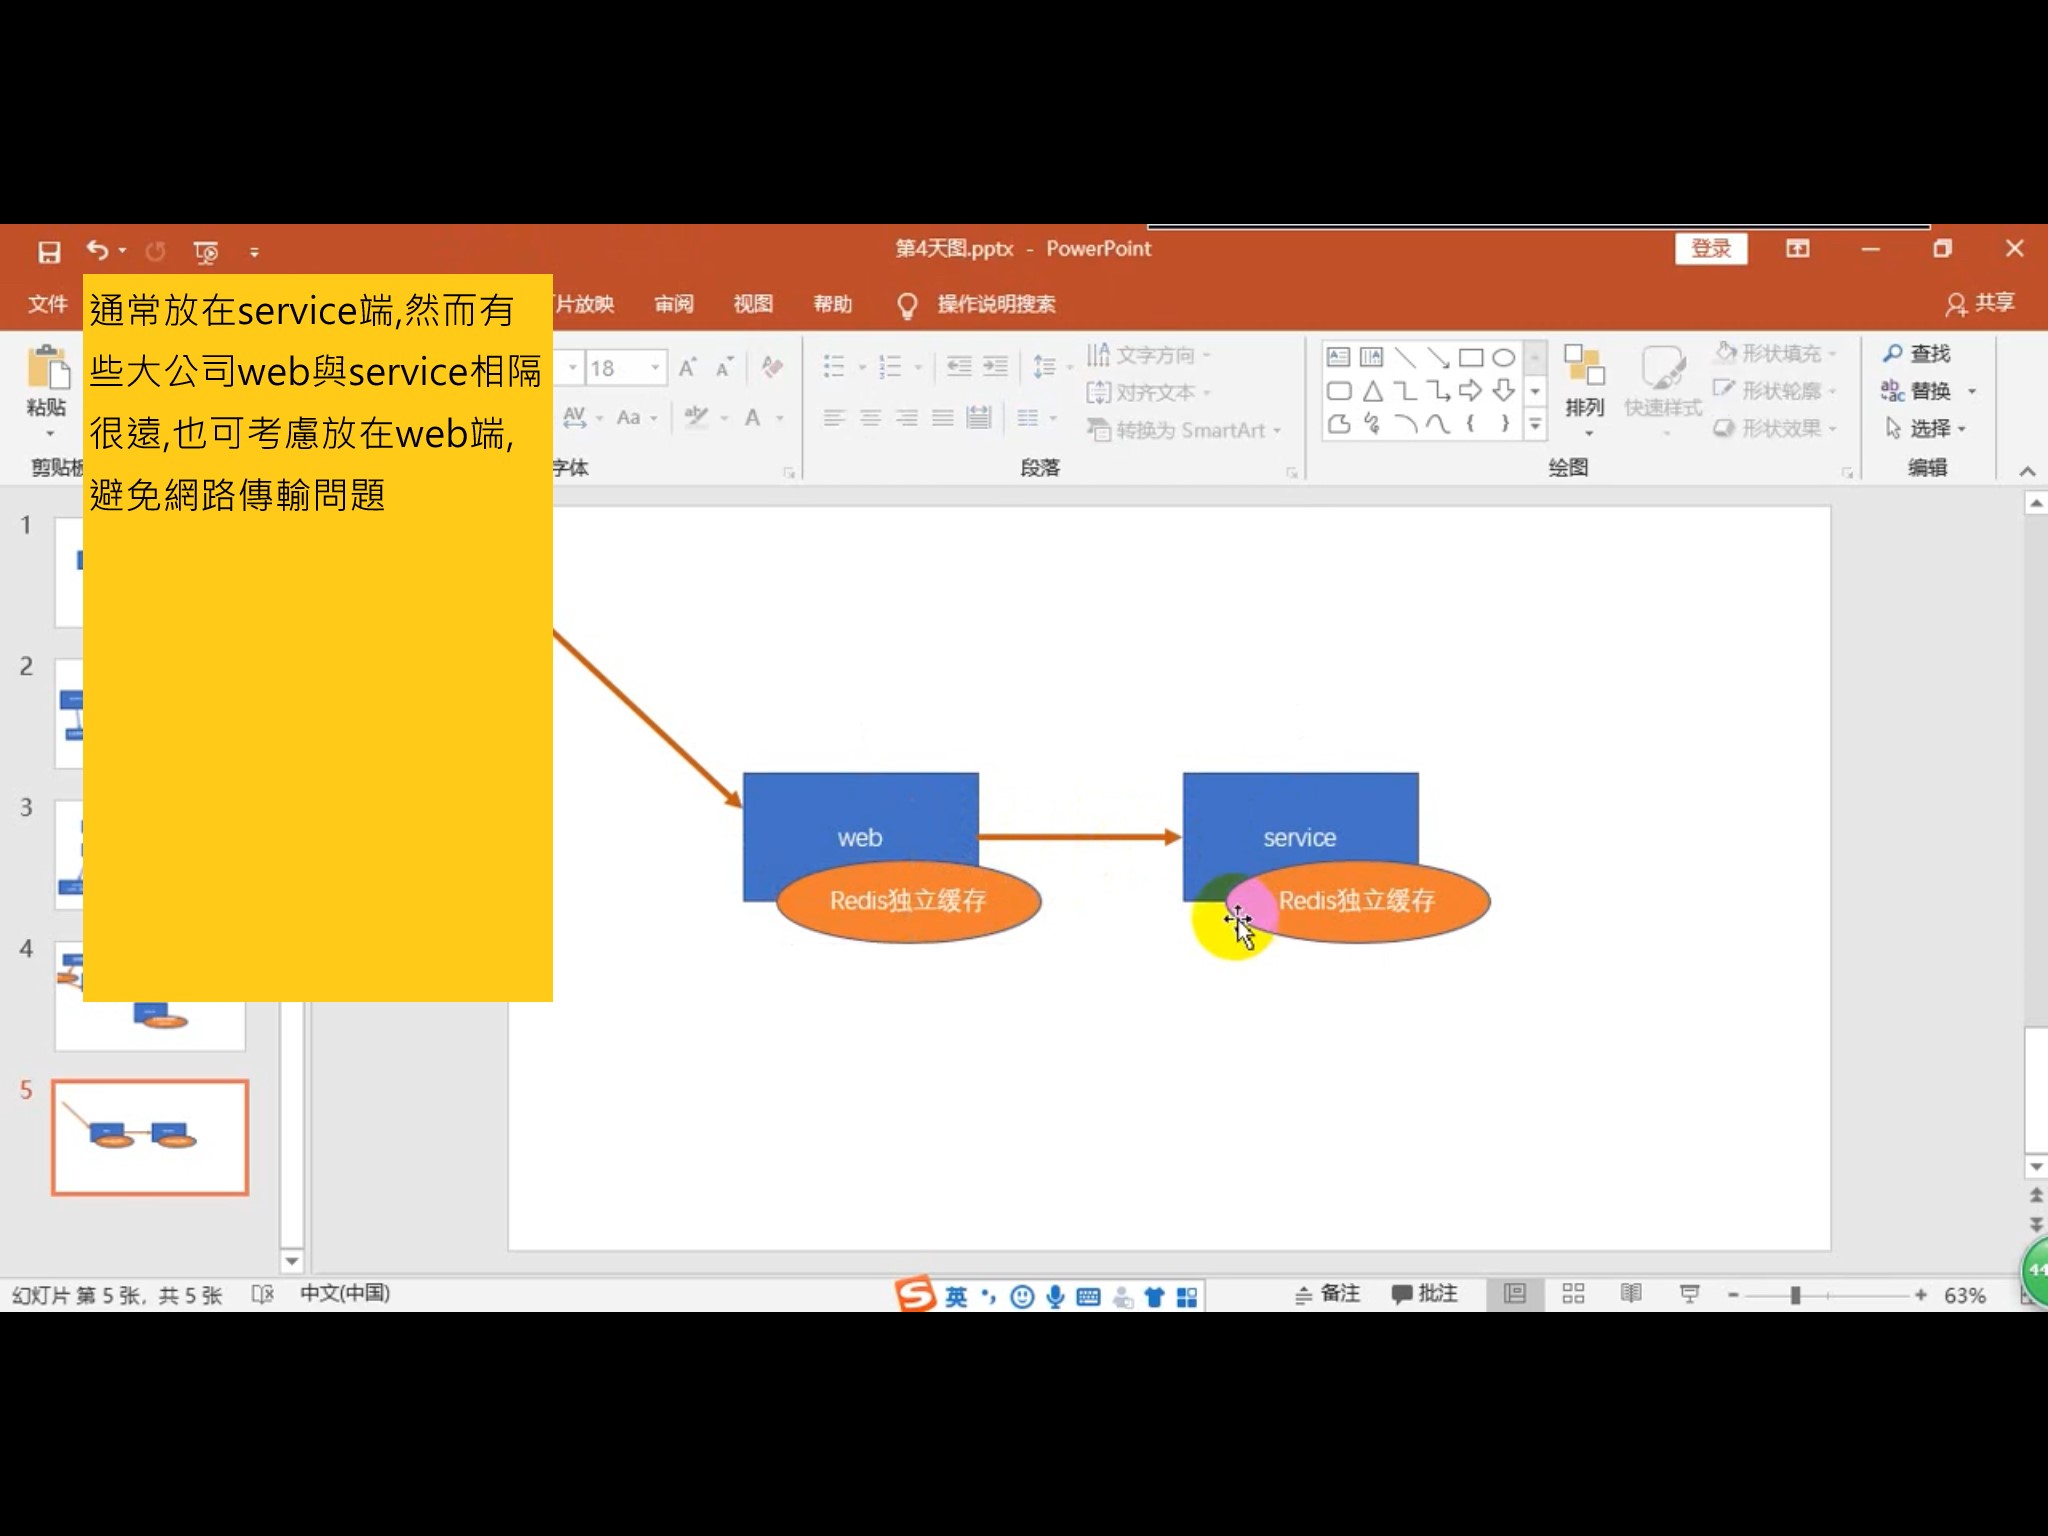 第4天图.pptx - PowerPoint
登录
文件
片放映
审阅
视图
帮助
操作说明搜索
共享
通常放在service端,然而有
些大公司web與service相隔
很遠,也可考慮放在web端,
避免網路傳輸問題
粘贴
18
Aa
文字方向
对齐文本
转换为 SmartArt
排列
快速样式
形状填充
形状轮廓
形状效果
查找
替换
选择
剪贴板
字体
段落
绘图
编辑
1
2
3
4
5
web
Redis独立缓存
service
Redis独立缓存
幻灯片 第 5 张，共 5 张
中文(中国)
英
备注
批注
63%
44